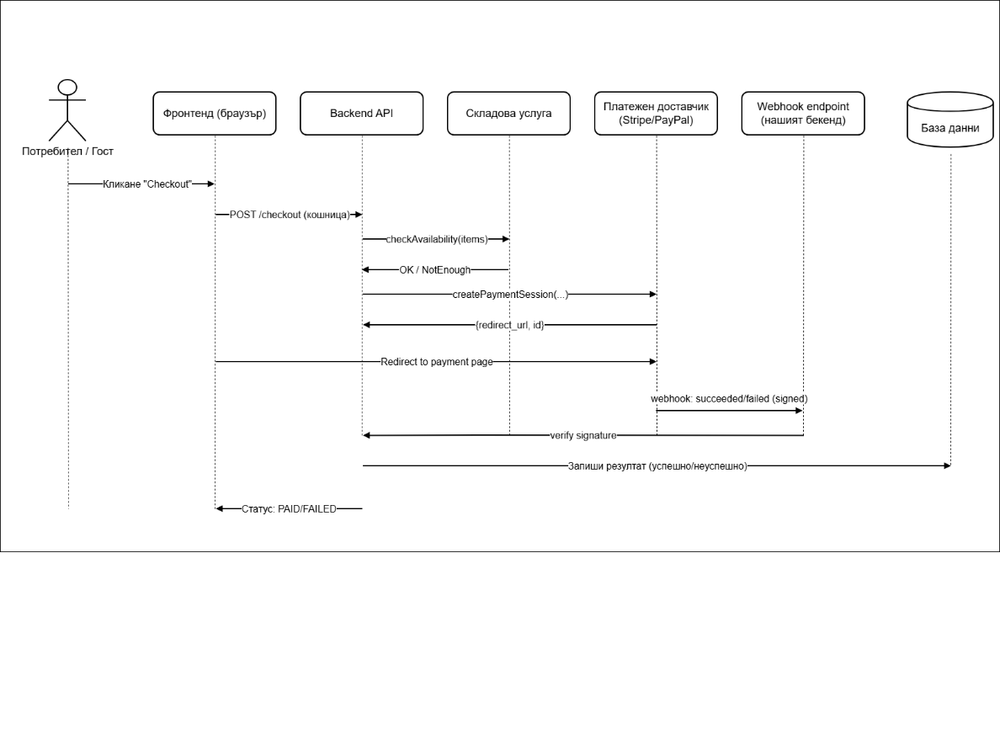 Потребител / Гост
Фронтенд (браузър)
Backend API
Складова услуга
Платежен доставчик
(Stripe/PayPal)
Webhook endpoint
(нашият бекенд)
База данни
Кликане "Checkout"
POST /checkout (кошница)
checkAvailability(items)
OK / NotEnough
createPaymentSession(...)
{redirect_url, id}
Redirect to payment page
webhook: succeeded/failed (signed)
verify signature
Запиши резултат (успешно/неуспешно)
Статус: PAID/FAILED